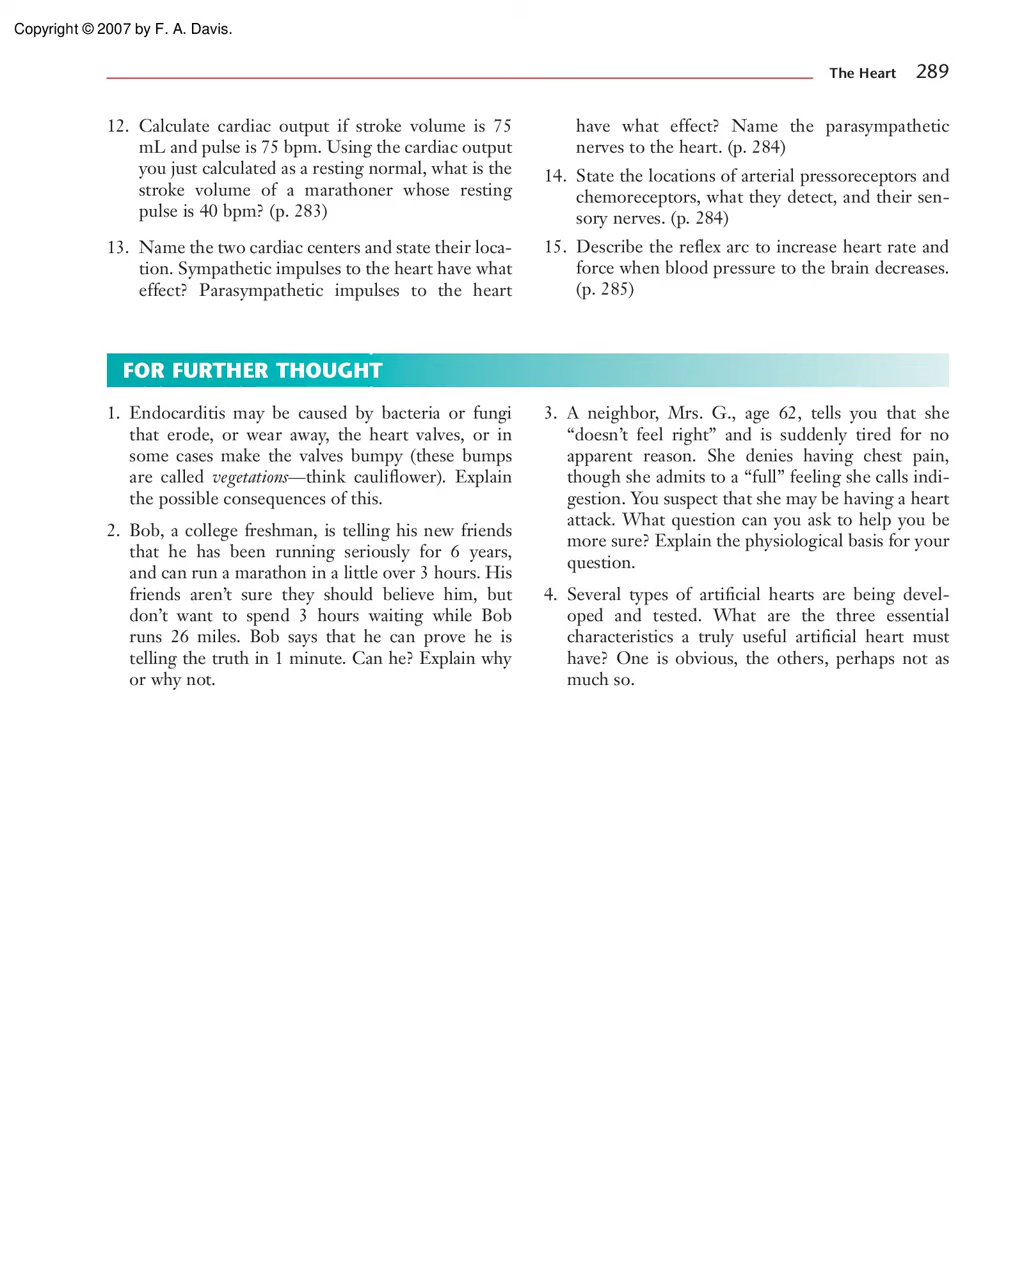 Copyright © 2007 by F. A. Davis.
The Heart 289
12. Calculate cardiac output if stroke volume is 75
mL and pulse is 75 bpm. Using the cardiac output
you just calculated as a resting normal, what is the
stroke volume of a marathoner whose resting
pulse is 40 bpm? (p. 283)
13. Name the two cardiac centers and state their loca-
tion. Sympathetic impulses to the heart have what
effect? Parasympathetic impulses to the heart
have what effect? Name the parasympathetic
nerves to the heart. (p. 284)
14. State the locations of arterial pressoreceptors and
chemoreceptors, what they detect, and their sen-
sory nerves. (p. 284)
15. Describe the reflex arc to increase heart rate and
force when blood pressure to the brain decreases.
(p. 285)
FOR FURTHER THOUGHT
1. Endocarditis may be caused by bacteria or fungi
that erode, or wear away, the heart valves, or in
some cases make the valves bumpy (these bumps
are called vegetations—think cauliflower). Explain
the possible consequences of this.
2. Bob, a college freshman, is telling his new friends
that he has been running seriously for 6 years,
and can run a marathon in a little over 3 hours. His
friends aren’t sure they should believe him, but
don’t want to spend 3 hours waiting while Bob
runs 26 miles. Bob says that he can prove he is
telling the truth in 1 minute. Can he? Explain why
or why not.
3. A neighbor, Mrs. G., age 62, tells you that she
“doesn’t feel right” and is suddenly tired for no
apparent reason. She denies having chest pain,
though she admits to a “full” feeling she calls indi-
gestion. You suspect that she may be having a heart
attack. What question can you ask to help you be
more sure? Explain the physiological basis for your
question.
4. Several types of artificial hearts are being devel-
oped and tested. What are the three essential
characteristics a truly useful artificial heart must
have? One is obvious, the others, perhaps not as
much so.